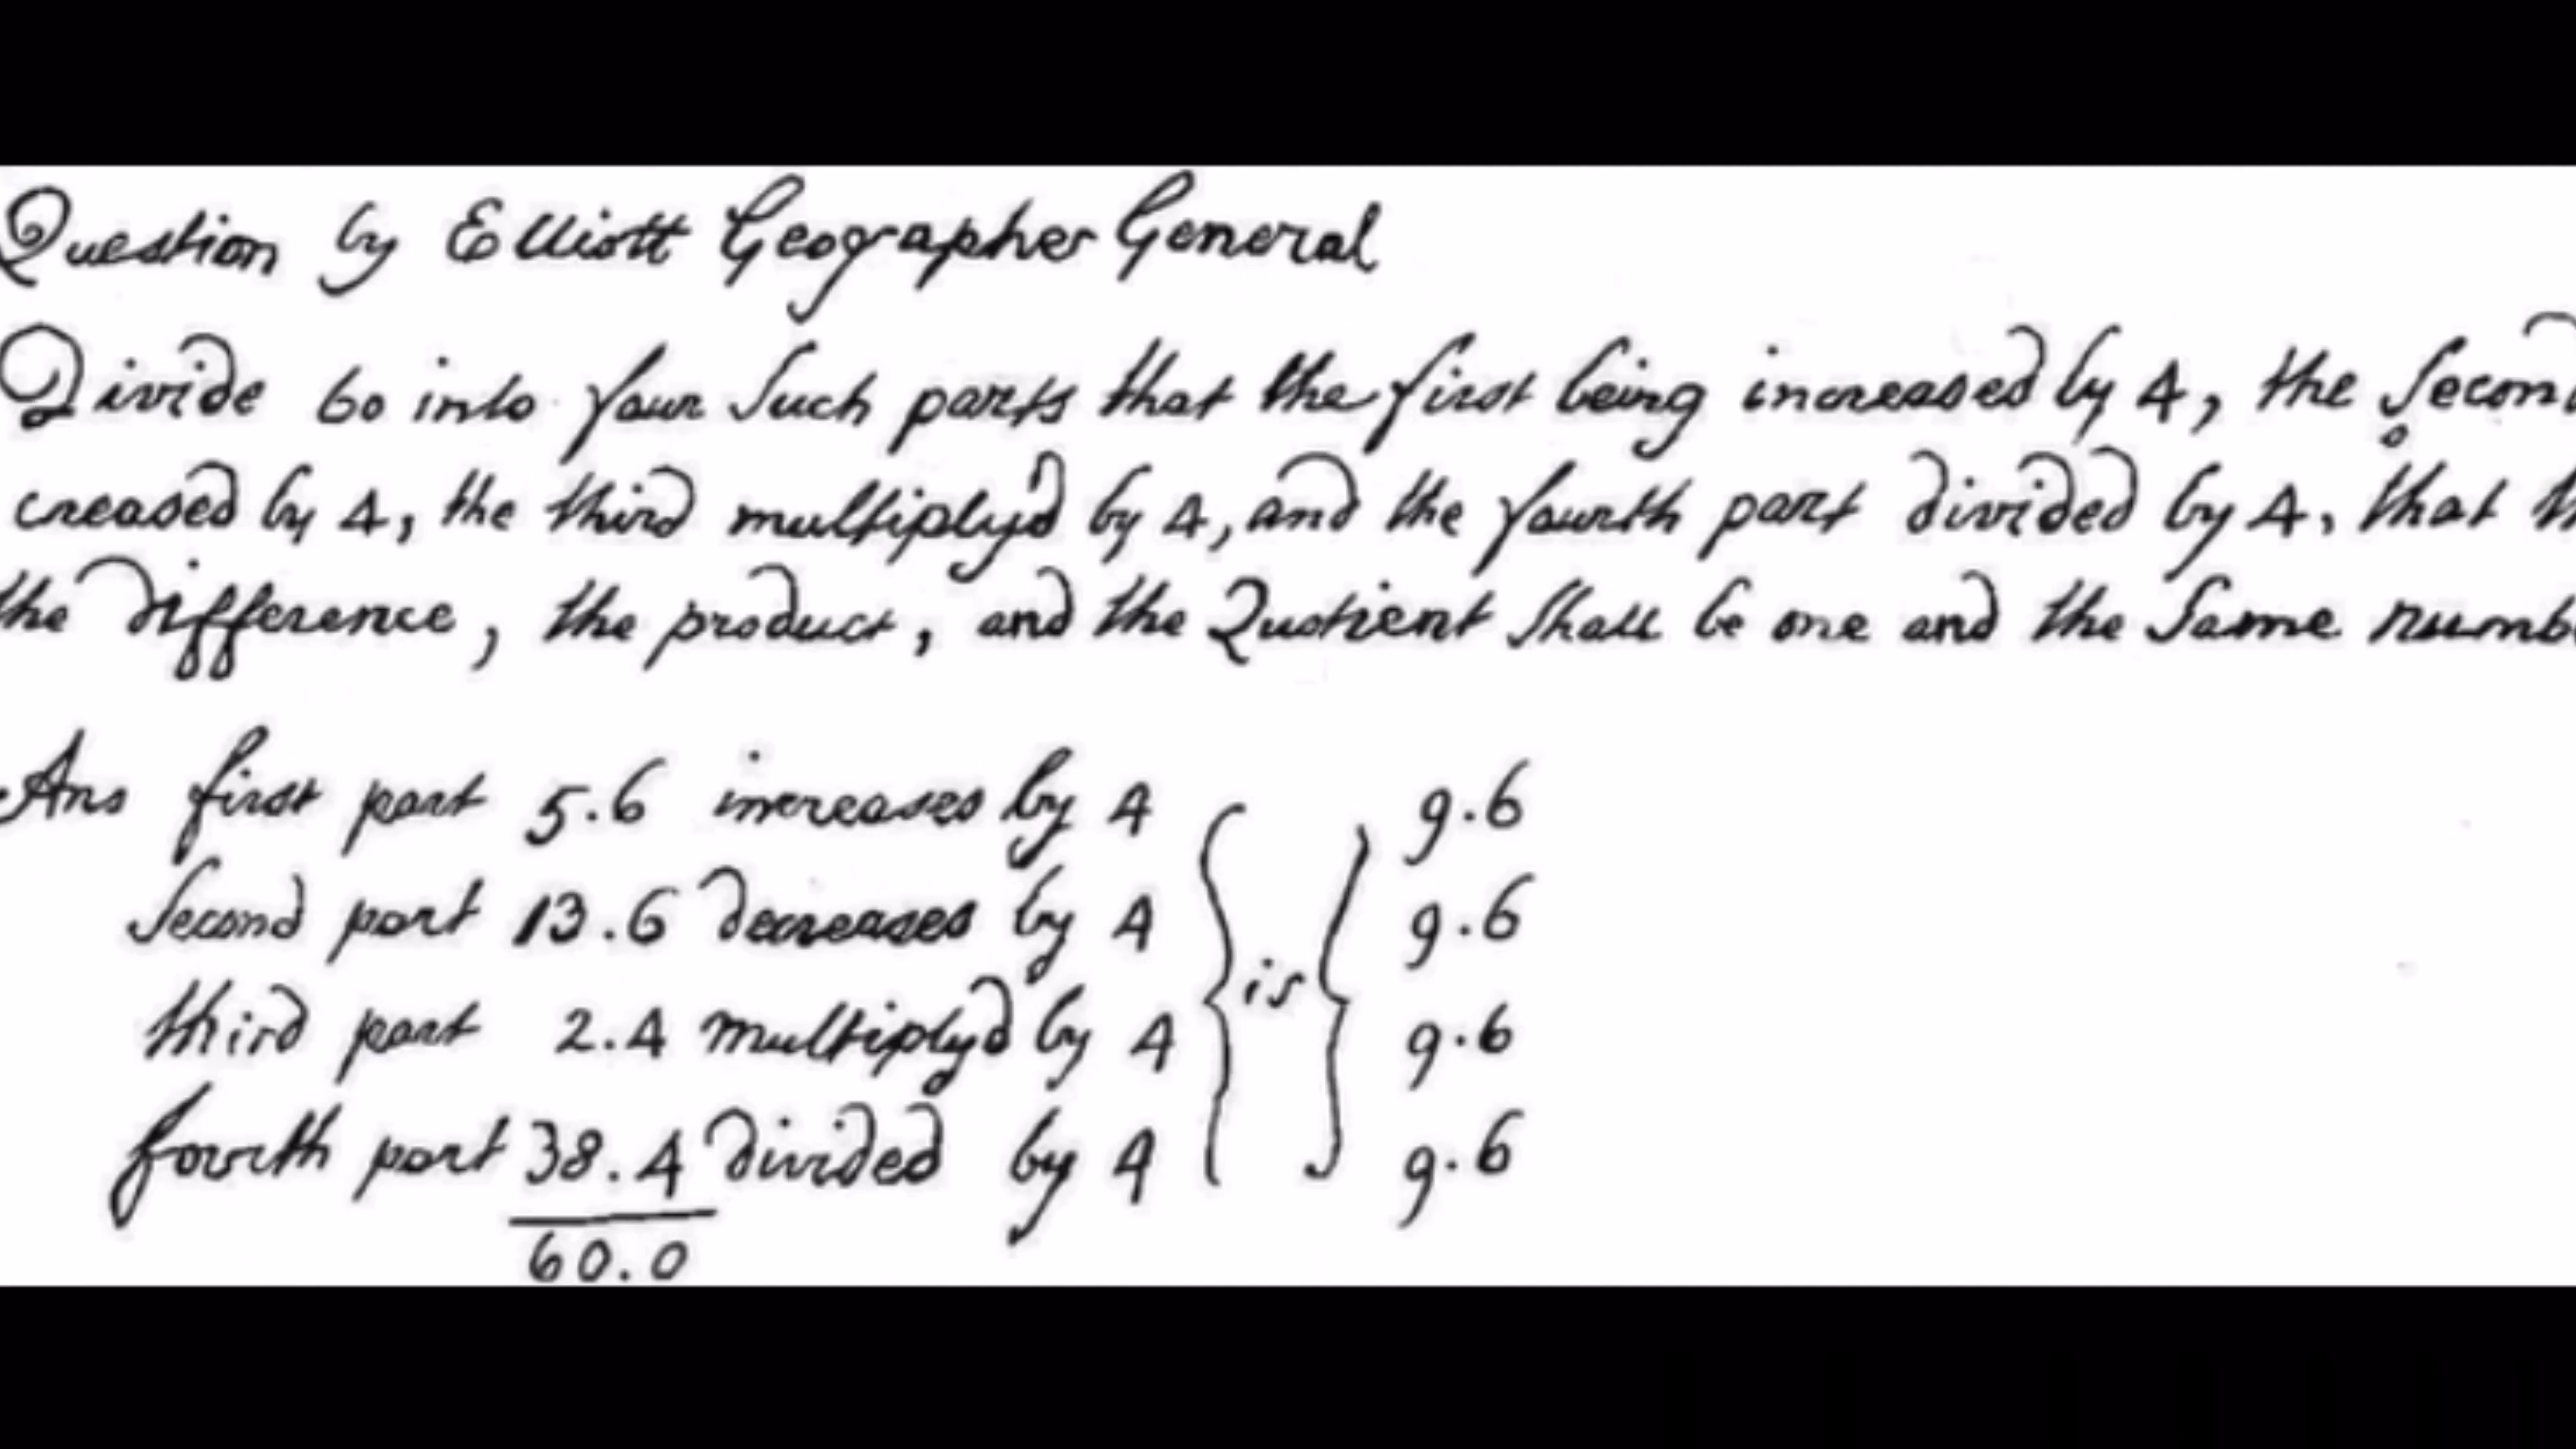 Question by Elliott Geographer General
Divide 60 into four Such parts that the first being increased by 4, the Second
creased by 4, the third multiplyd by 4, and the fourth part divided by 4, that
the difference, the product, and the Quotient Shall be one and the Same numb
Ans first part 5.6 increases by 4 { is } 9.6
Second part 13.6 decreases by 4 9.6
third part 2.4 multiplyd by 4 9.6
fourth part 38.4 divided by 4 9.6
60.0